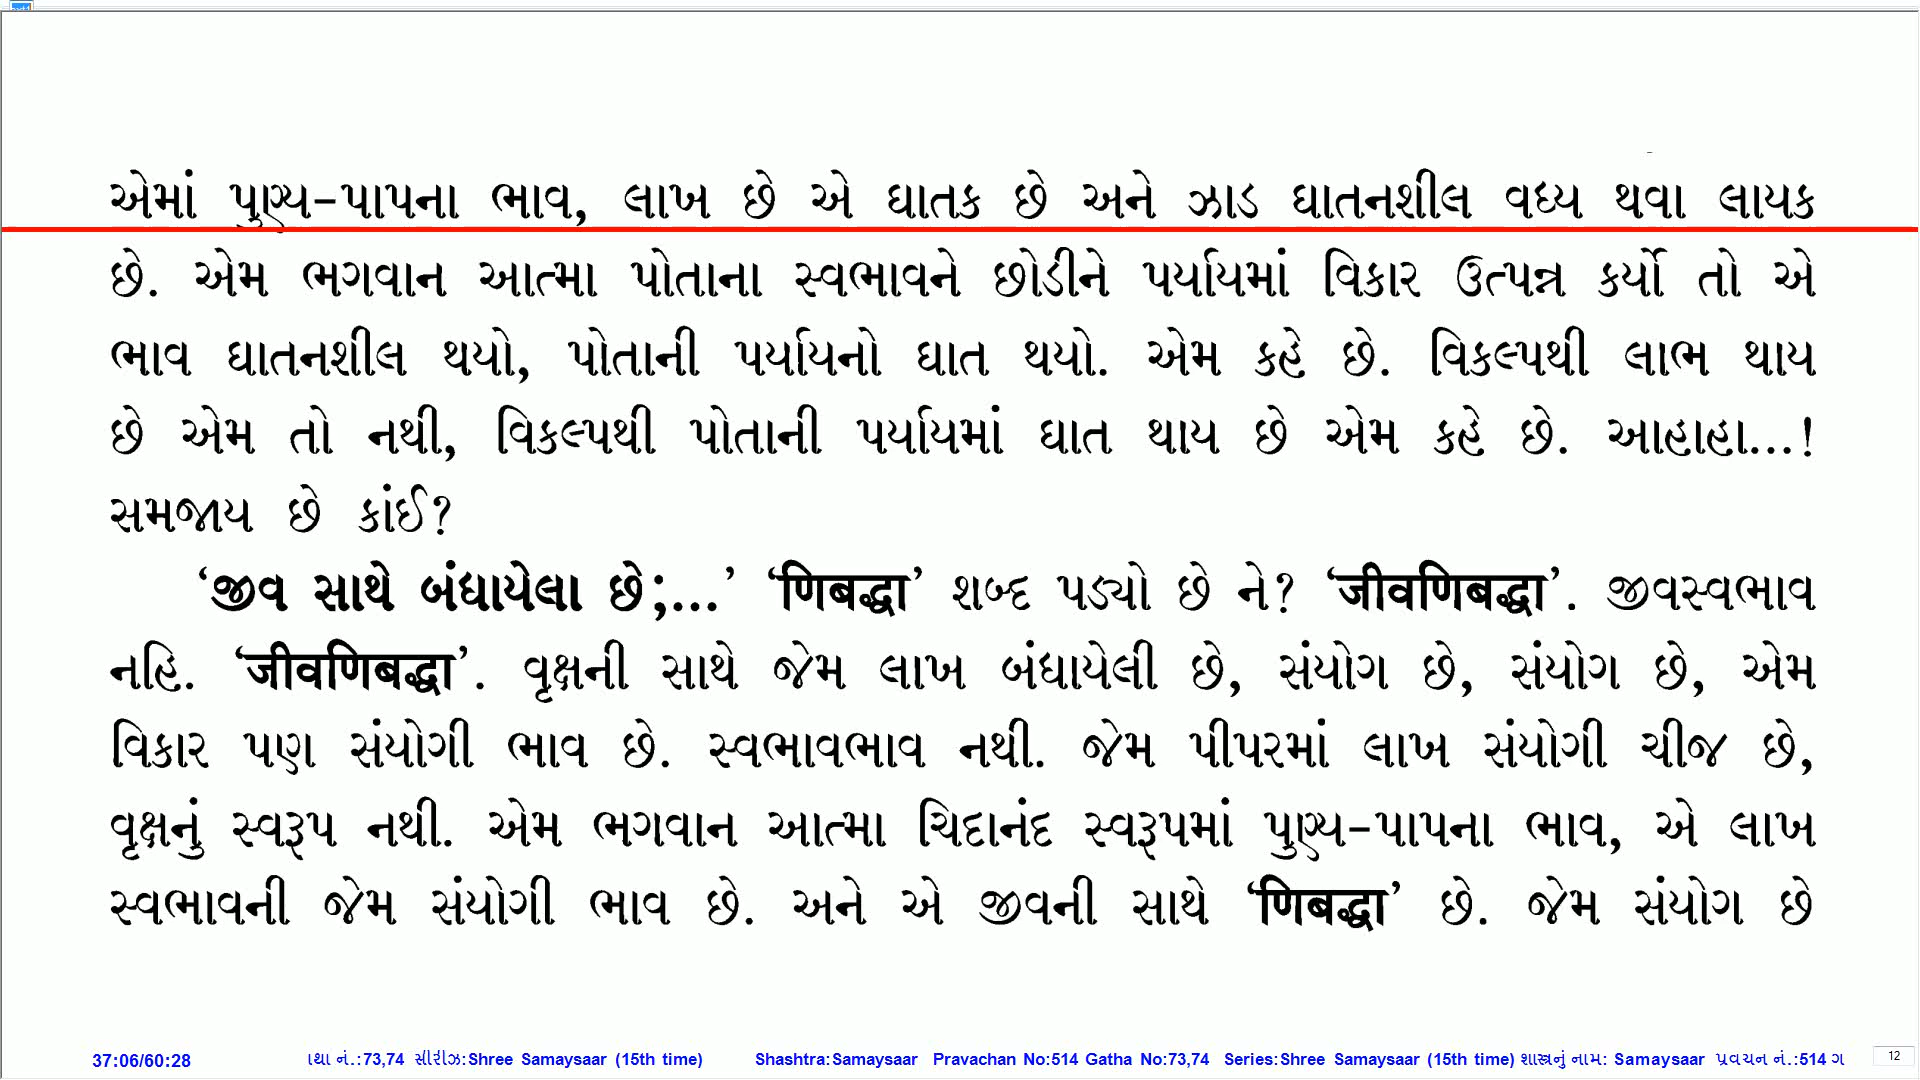 એમાં પુણ્ય-પાપના ભાવ, લાખ છે એ ઘાતક છે અને ઝાડ ઘાતનશીલ વધ્ય થવા લાયક
છે. એમ ભગવાન આત્મા પોતાના સ્વભાવને છોડીને પર્યાયમાં વિકાર ઉત્પન્ન કર્યો તો એ
ભાવ ઘાતનશીલ થયો, પોતાની પર્યાયનો ઘાત થયો. એમ કહે છે. વિકલ્પથી લાભ થાય
છે એમ તો નથી, વિકલ્પથી પોતાની પર્યાયમાં ઘાત થાય છે એમ કહે છે. આહાહા...!
સમજાય છે કાંઈ?
‘જીવ સાથે બંધાયેલા છે;...’ ‘णिबद्धा’ શબ્દ પડ્યો છે ને? ‘जीवणिबद्धा’. જીવસ્વભાવ
નહિ. ‘जीवणिबद्धा’. વૃક્ષની સાથે જેમ લાખ બંધાયેલી છે, સંયોગ છે, સંયોગ છે, એમ
વિકાર પણ સંયોગી ભાવ છે. સ્વભાવભાવ નથી. જેમ પીપરમાં લાખ સંયોગી ચીજ છે,
વૃક્ષનું સ્વરૂપ નથી. એમ ભગવાન આત્મા ચિદાનંદ સ્વરૂપમાં પુણ્ય-પાપના ભાવ, એ લાખ
સ્વભાવની જેમ સંયોગી ભાવ છે. અને એ જીવની સાથે ‘णिबद्धा’ છે. જેમ સંયોગ છે
37:06/60:28 ાથા નં.:73,74 સીરીઝ:Shree Samaysaar (15th time) Shashtra:Samaysaar Pravachan No:514 Gatha No:73,74 Series:Shree Samaysaar (15th time) શાસ્ત્રનું નામ: Samaysaar પ્રવચન નં.:514 ગ 12